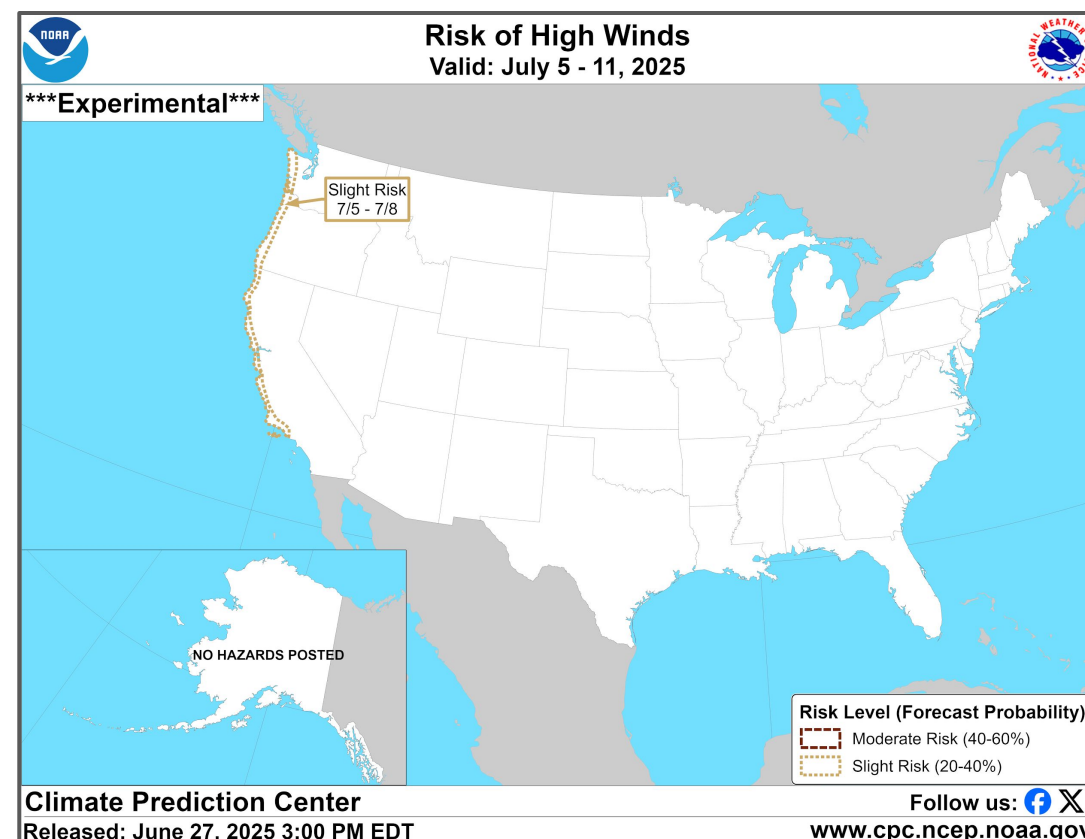 NOAA
Risk of High Winds
Valid: July 5 - 11, 2025
NATIONAL WEATHER
***Experimental***
Slight Risk
7/5 - 7/8
NO HAZARDS POSTED
Risk Level (Forecast Probability)
Moderate Risk (40-60%)
Slight Risk (20-40%)
Climate Prediction Center
Follow us:
Released: June 27, 2025 3:00 PM EDT
www.cpc.ncep.noaa.gov